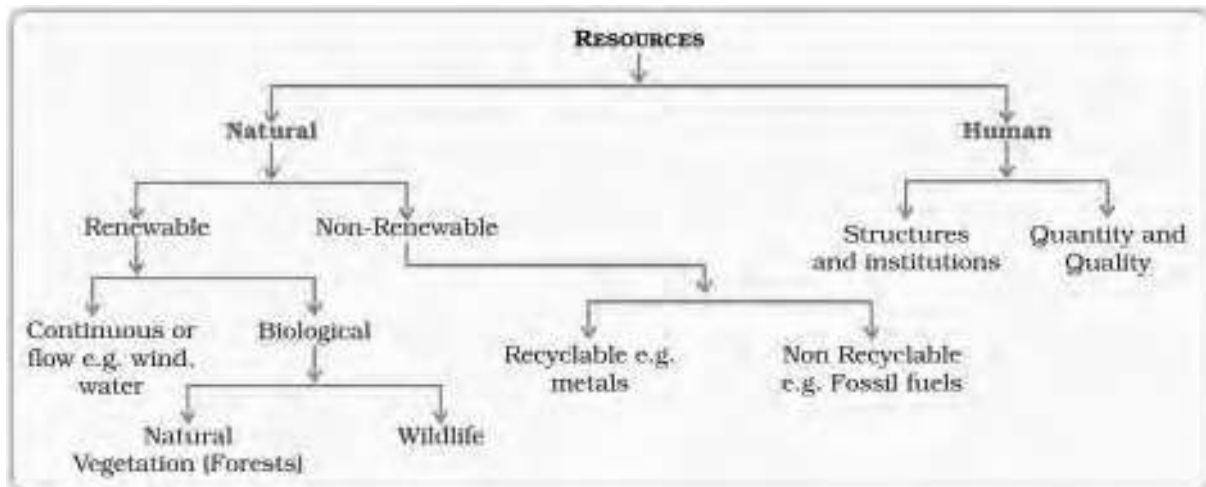 RESOURCES
Natural
Human
Renewable
Non-Renewable
Structures
and institutions
Quantity and
Quality
Continuous or
flow e.g. wind,
water
Biological
Recyclable e.g.
metals
Non Recyclable
e.g. Fossil fuels
Natural
Vegetation (Forests)
Wildlife